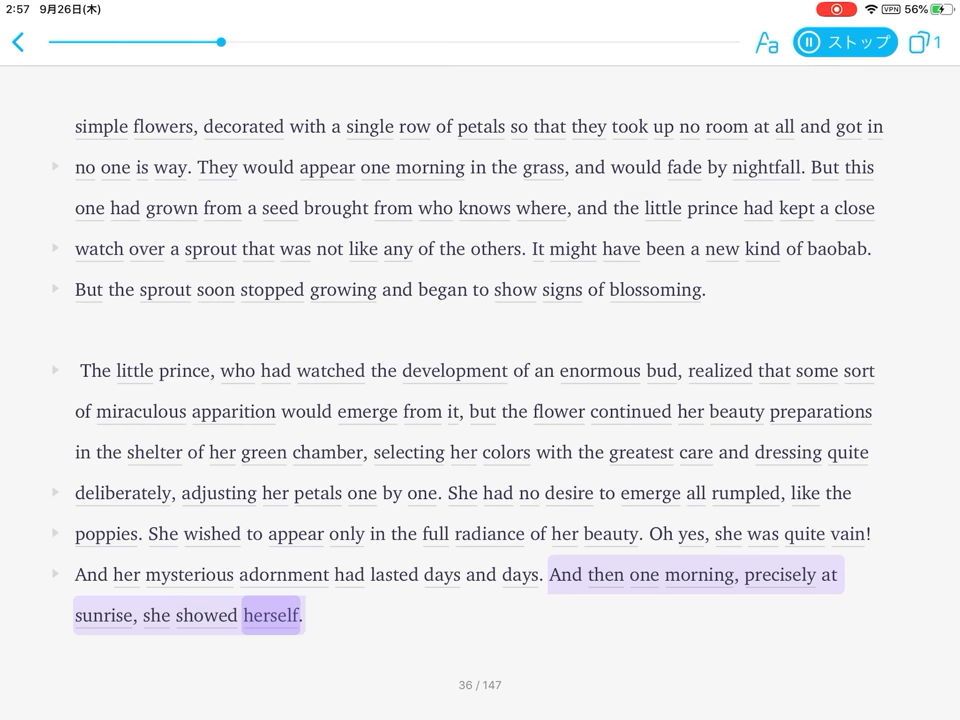 2:57 9月26日(木)
VPN 56%
ストップ
1
simple flowers, decorated with a single row of petals so that they took up no room at all and got in
no one is way. They would appear one morning in the grass, and would fade by nightfall. But this
one had grown from a seed brought from who knows where, and the little prince had kept a close
watch over a sprout that was not like any of the others. It might have been a new kind of baobab.
But the sprout soon stopped growing and began to show signs of blossoming.
The little prince, who had watched the development of an enormous bud, realized that some sort
of miraculous apparition would emerge from it, but the flower continued her beauty preparations
in the shelter of her green chamber, selecting her colors with the greatest care and dressing quite
deliberately, adjusting her petals one by one. She had no desire to emerge all rumpled, like the
poppies. She wished to appear only in the full radiance of her beauty. Oh yes, she was quite vain!
And her mysterious adornment had lasted days and days. And then one morning, precisely at
sunrise, she showed herself.
36 / 147